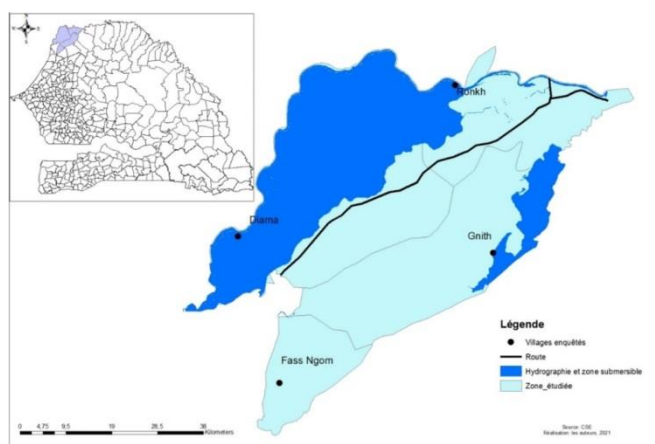 N
Ronkh
Diama
Gnith
Fass Ngom
Légende
Villages enquêtés
Route
Hydrographie et zone submersible
Zone_étudiée
0 4.75 9.5 19 28.5 38
Kilometers
Source: CSE
Réalisation: les auteurs, 2021